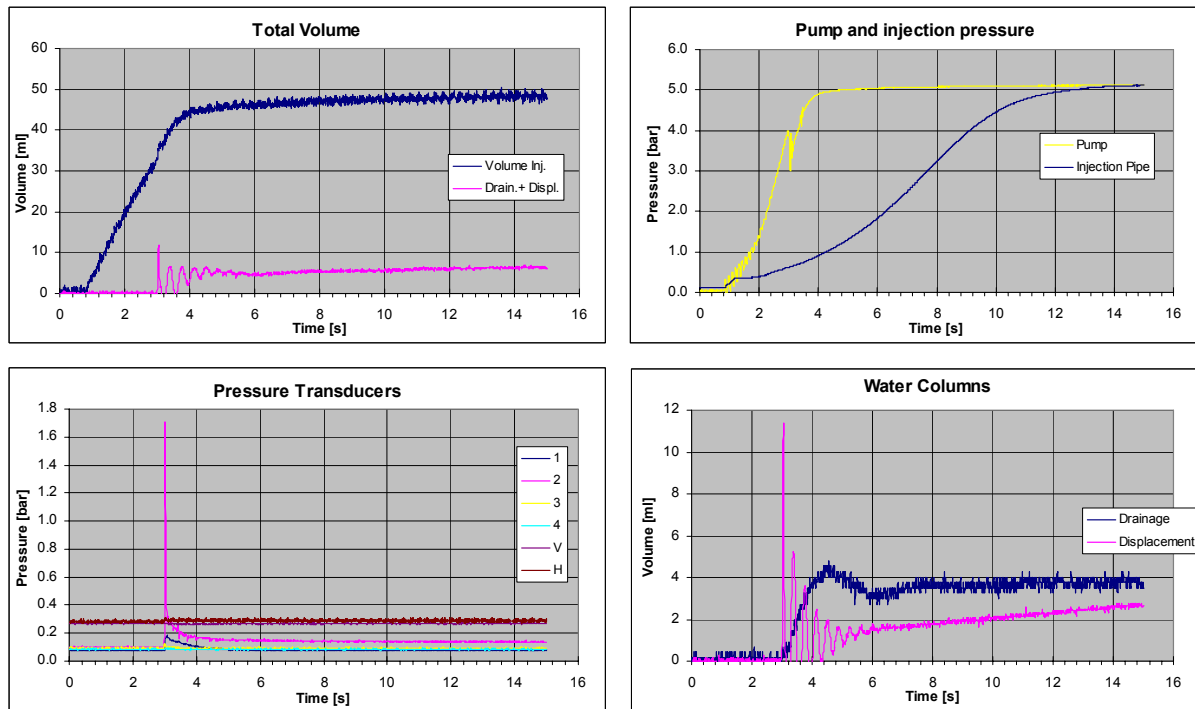 Total Volume
60
50
40
30
20
10
0
Volume [ml]
Volume Inj.
Drain.+ Displ.
0 2 4 6 8 10 12 14 16
Time [s]
Pump and injection pressure
6.0
5.0
4.0
3.0
2.0
1.0
0.0
Pressure [bar]
Pump
Injection Pipe
0 2 4 6 8 10 12 14 16
Time [s]
Pressure Transducers
1.8
1.6
1.4
1.2
1.0
0.8
0.6
0.4
0.2
0.0
Pressure [bar]
1
2
3
4
V
H
0 2 4 6 8 10 12 14 16
Time [s]
Water Columns
12
10
8
6
4
2
0
Volume [ml]
Drainage
Displacement
0 2 4 6 8 10 12 14 16
Time [s]